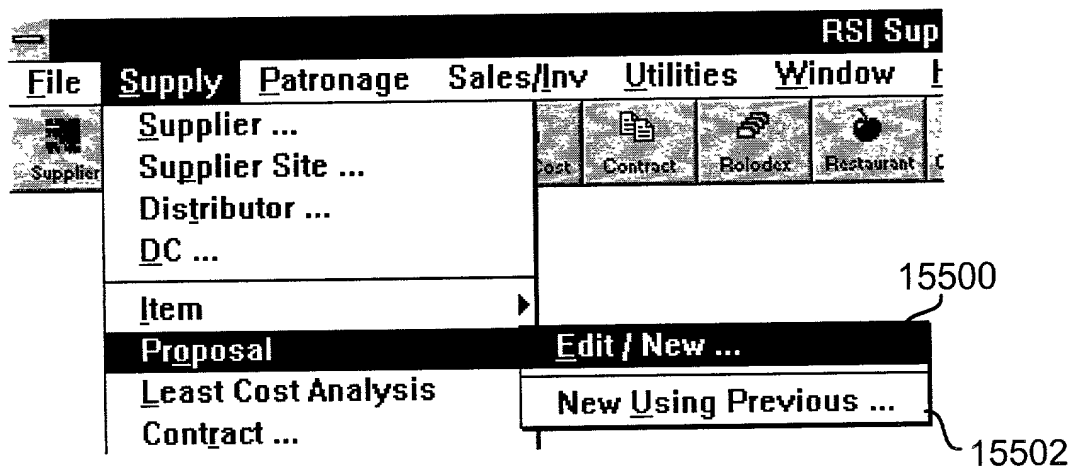 RSI Sup
File Supply Patronage Sales/Inv Utilities Window
Supplier Cost Contract Rolodex Restaurant
Supplier ...
Supplier Site ...
Distributor ...
DC ...
15500
Item
Proposal Edit / New ...
Least Cost Analysis New Using Previous ...
Contract ...
15502